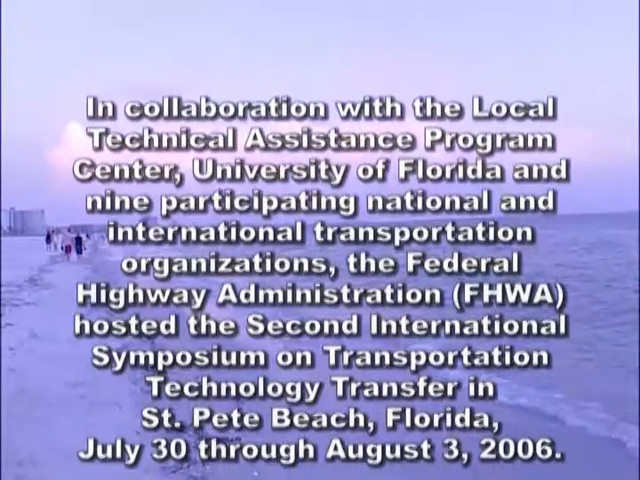 In collaboration with the Local
Technical Assistance Program
Center, University of Florida and
nine participating national and
international transportation
organizations, the Federal
Highway Administration (FHWA)
hosted the Second International
Symposium on Transportation
Technology Transfer in
St. Pete Beach, Florida,
July 30 through August 3, 2006.